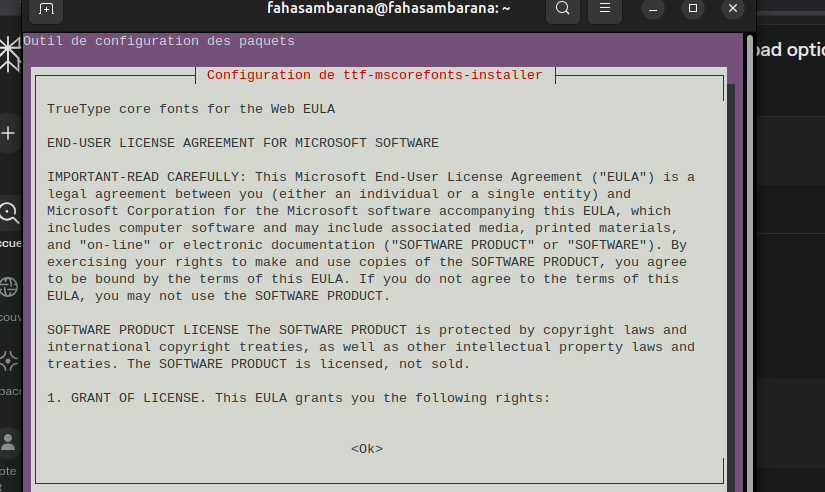 fahasambarana@fahasambarana: ~
Outil de configuration des paquets
Configuration de ttf-mscorefonts-installer
TrueType core fonts for the Web EULA
END-USER LICENSE AGREEMENT FOR MICROSOFT SOFTWARE
IMPORTANT-READ CAREFULLY: This Microsoft End-User License Agreement ("EULA") is a
legal agreement between you (either an individual or a single entity) and
Microsoft Corporation for the Microsoft software accompanying this EULA, which
includes computer software and may include associated media, printed materials,
and "on-line" or electronic documentation ("SOFTWARE PRODUCT" or "SOFTWARE"). By
exercising your rights to make and use copies of the SOFTWARE PRODUCT, you agree
to be bound by the terms of this EULA. If you do not agree to the terms of this
EULA, you may not use the SOFTWARE PRODUCT.
SOFTWARE PRODUCT LICENSE The SOFTWARE PRODUCT is protected by copyright laws and
international copyright treaties, as well as other intellectual property laws and
treaties. The SOFTWARE PRODUCT is licensed, not sold.
1. GRANT OF LICENSE. This EULA grants you the following rights:
<Ok>